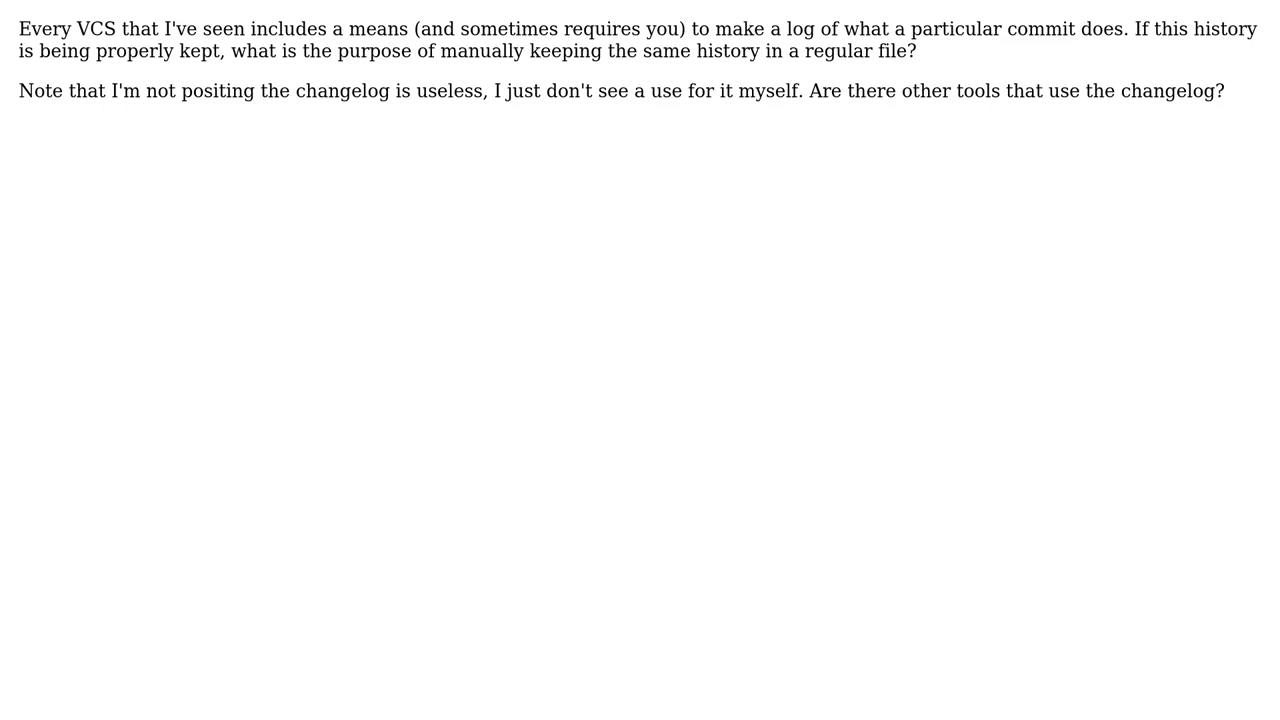 Every VCS that I've seen includes a means (and sometimes requires you) to make a log of what a particular commit does. If this history
is being properly kept, what is the purpose of manually keeping the same history in a regular file?
Note that I'm not positing the changelog is useless, I just don't see a use for it myself. Are there other tools that use the changelog?